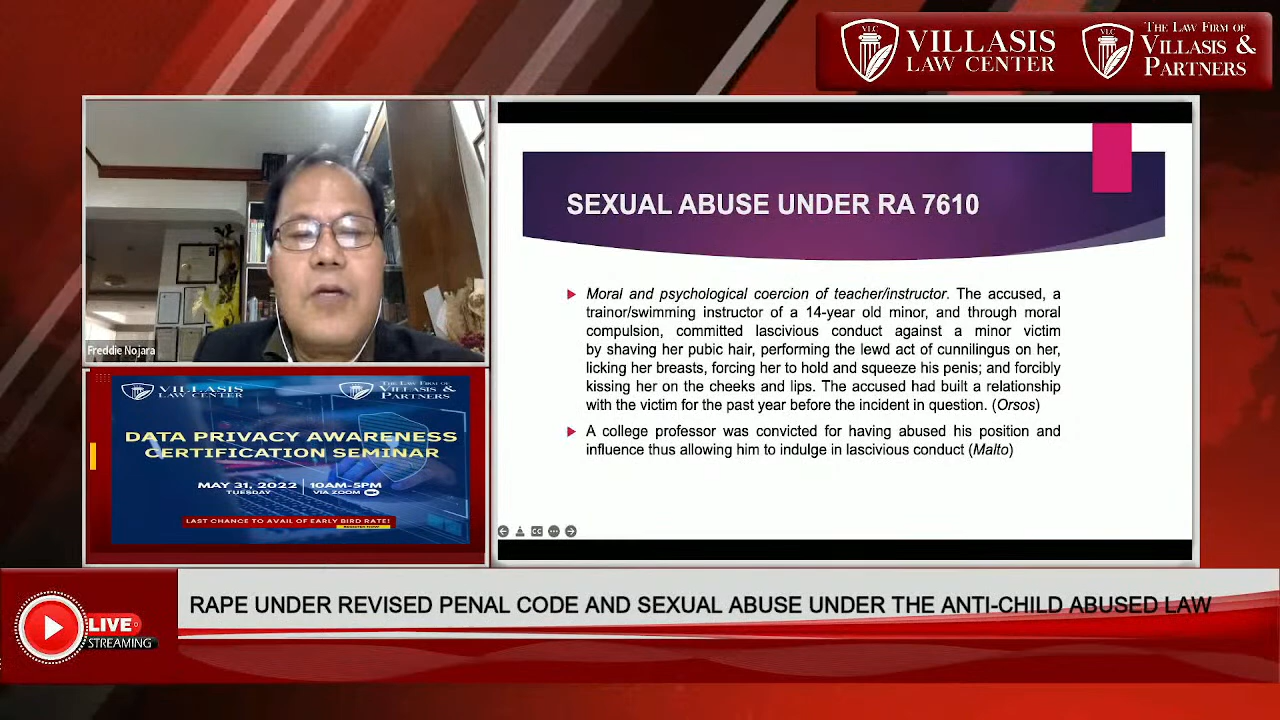 VLC
VILLASIS
LAW CENTER
VLC
THE LAW FIRM OF
VILLASIS &
PARTNERS
Freddie Nojara
SEXUAL ABUSE UNDER RA 7610
Moral and psychological coercion of teacher/instructor. The accused, a
trainor/swimming instructor of a 14-year old minor, and through moral
compulsion, committed lascivious conduct against a minor victim
by shaving her pubic hair, performing the lewd act of cunnilingus on her,
licking her breasts, forcing her to hold and squeeze his penis; and forcibly
kissing her on the cheeks and lips. The accused had built a relationship
with the victim for the past year before the incident in question. (Orsos)
A college professor was convicted for having abused his position and
influence thus allowing him to indulge in lascivious conduct (Malto)
CC
VILLASIS
LAW CENTER
THE LAW FIRM OF
VILLASIS &
PARTNERS
DATA PRIVACY AWARENESS
CERTIFICATION SEMINAR
MAY 31, 2022
TUESDAY
10AM-5PM
VIA ZOOM
LAST CHANCE TO AVAIL OF EARLY BIRD RATE!
REGISTER NOW!
LIVE
STREAMING
RAPE UNDER REVISED PENAL CODE AND SEXUAL ABUSE UNDER THE ANTI-CHILD ABUSED LAW